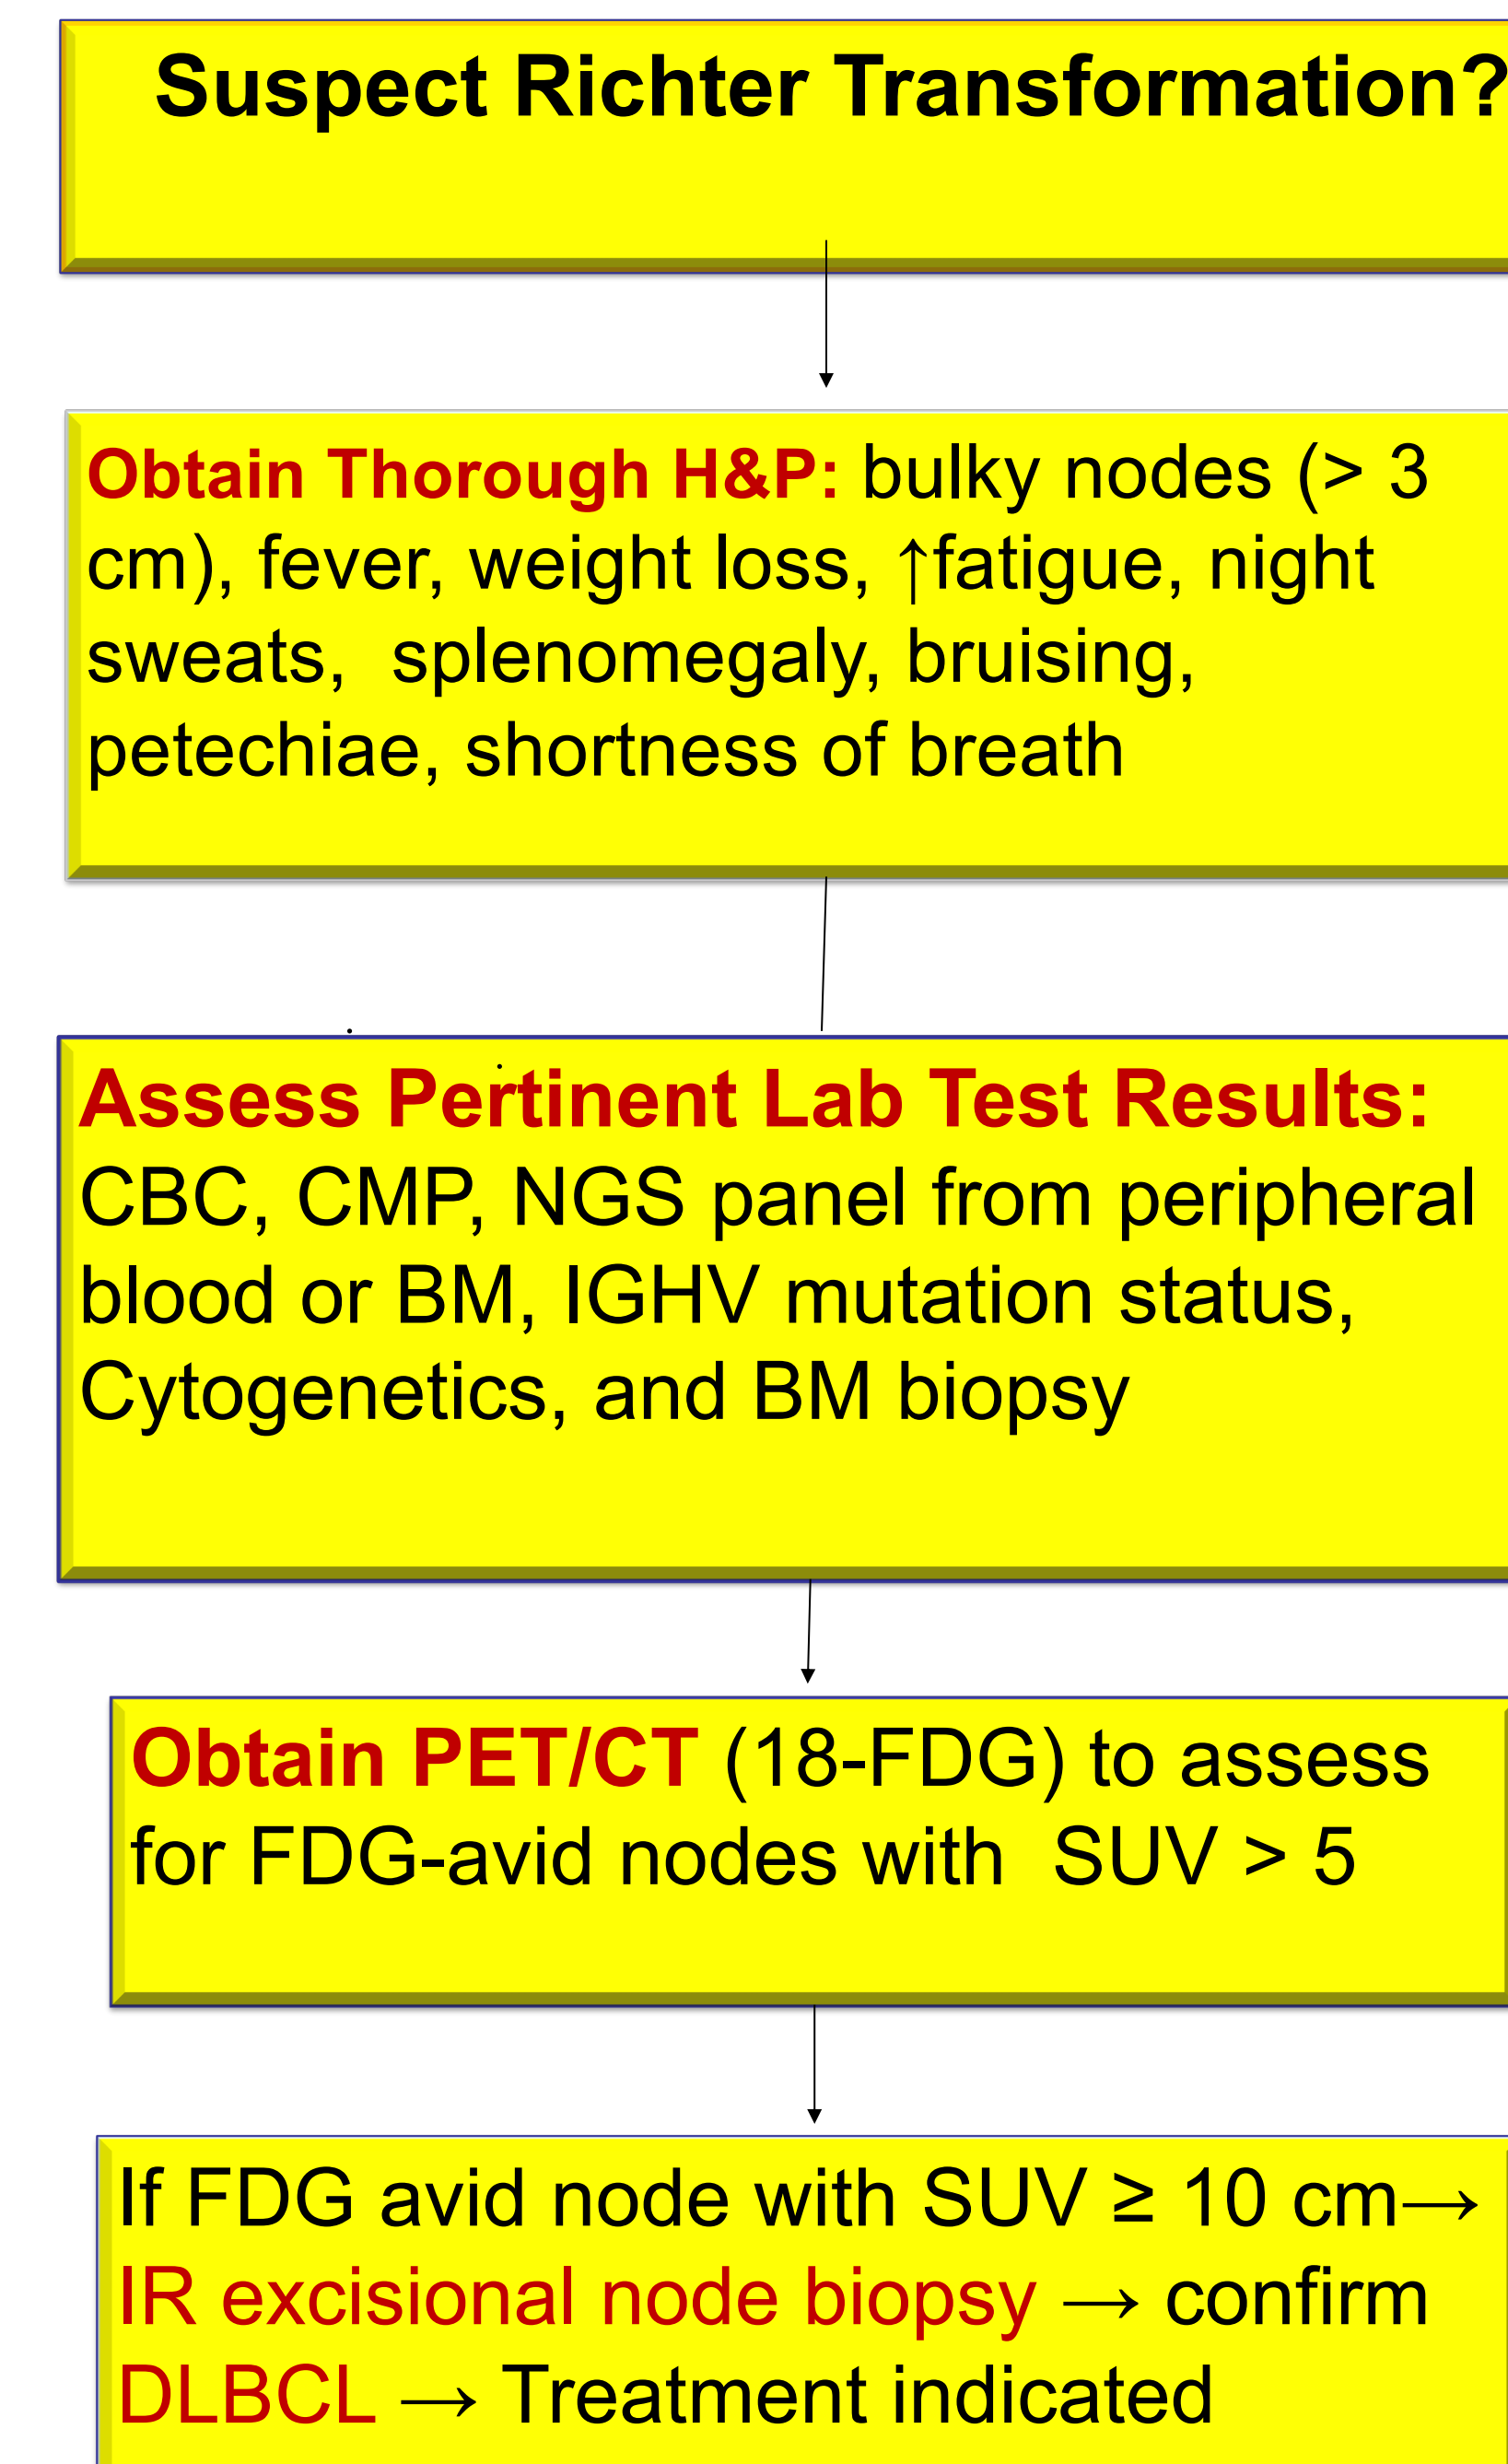 Suspect Richter Transformation?
Obtain Thorough H&P: bulky nodes (> 3
cm), fever, weight loss, ↑fatigue, night
sweats,  splenomegaly, bruising,
petechiae, shortness of breath
.
.
Assess Pertinent Lab Test Results:
CBC, CMP, NGS panel from peripheral
blood or BM, IGHV mutation status,
Cytogenetics, and BM biopsy
Obtain PET/CT (18-FDG) to assess
for FDG-avid nodes with  SUV > 5
If FDG avid node with SUV ≥ 10 cm→
IR excisional node biopsy → confirm
DLBCL → Treatment indicated